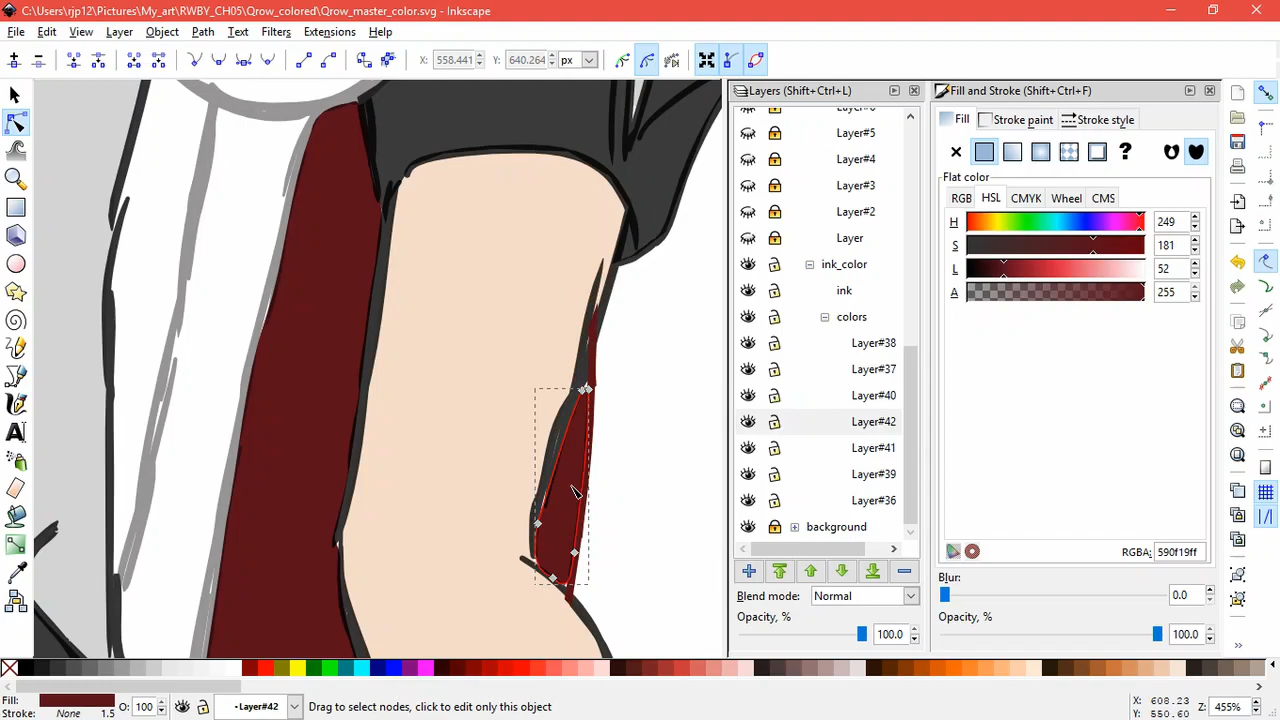 C:\Users\rjp12\Pictures\My_art\RWBY_CH05\Qrow_colored\Qrow_master_color.svg - Inkscape
File Edit View Layer Object Path Text Filters Extensions Help
X: 558.441 Y: 640.264 px
Layers (Shift+Ctrl+L)
Fill and Stroke (Shift+Ctrl+F)
Layer#5
Layer#4
Layer#3
Layer#2
Layer
ink_color
ink
colors
Layer#38
Layer#37
Layer#40
Layer#42
Layer#41
Layer#39
Layer#36
background
Blend mode: Normal
Opacity, % 100.0
Fill Stroke paint Stroke style
?
Flat color
RGB HSL CMYK Wheel CMS
H 249
S 181
L 52
A 255
RGBA: 590f19ff
Blur: 0.0
Opacity, % 100.0
Fill:
Stroke: None 1.5
O: 100
•Layer#42
Drag to select nodes, click to edit only this object
X: 608.23
Y: 550.60
Z: 455%